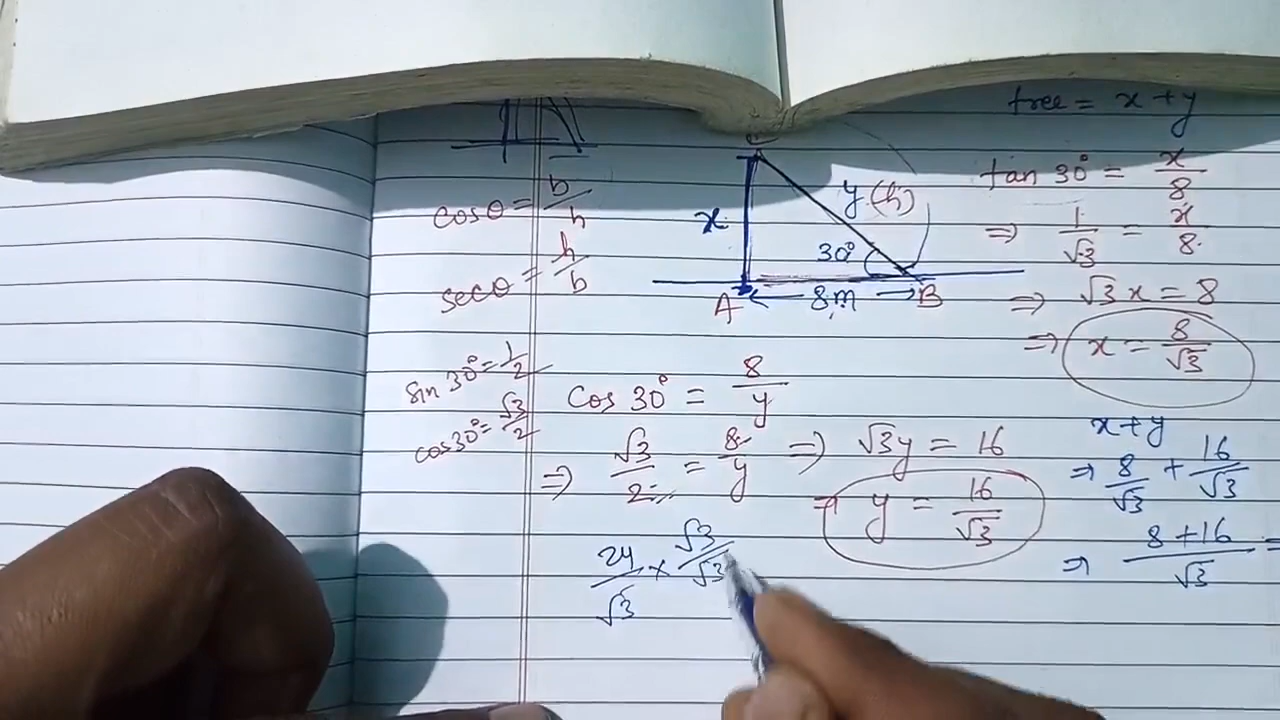 tree = x + y
cosθ = b/h
secθ = h/b
x
y (h)
30°
A
8m
B
tan 30° = x/8
⇒ 1/√3 = x/8
⇒ √3 x = 8
⇒ x = 8/√3
sin 30° = 1/2
cos 30° = √3/2
cos 30° = 8/y
⇒ √3/2 = 8/y ⇒ √3y = 16
⇒ y = 16/√3
x + y
⇒ 8/√3 + 16/√3
⇒ 8 + 16/√3 =
24/√3 × √3/√3